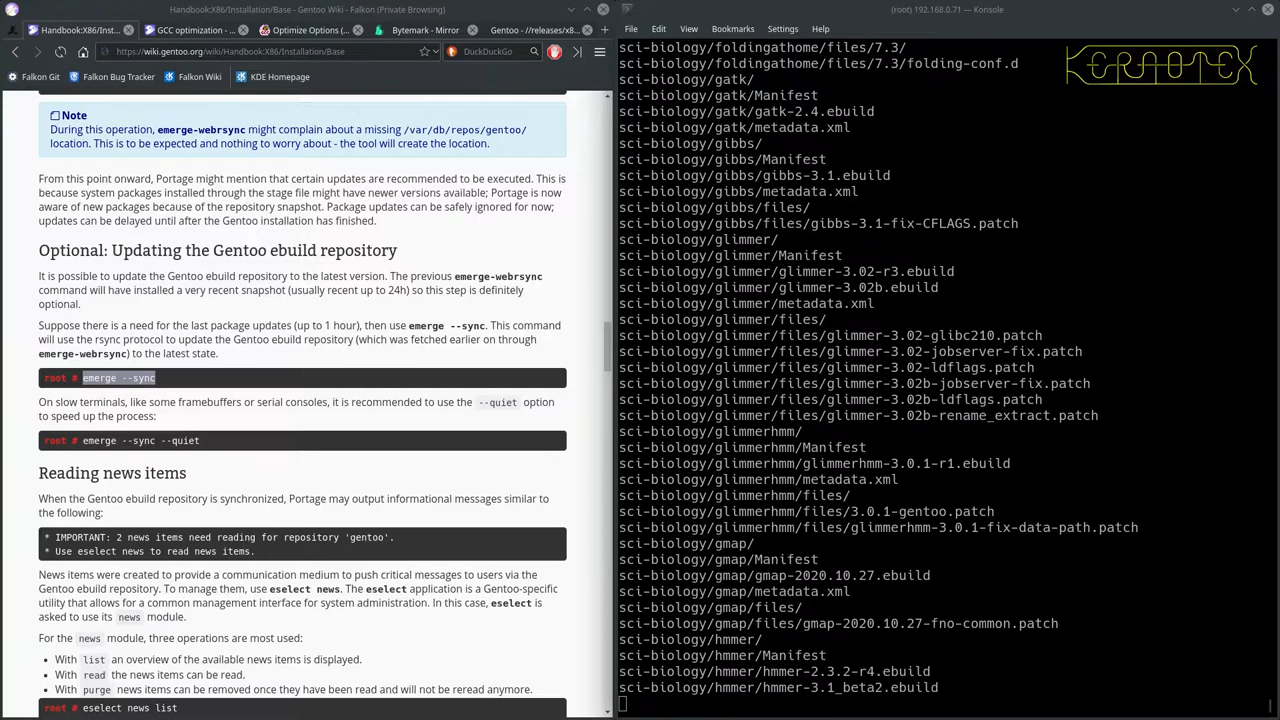 Handbook:X86/Installation/Base - Gentoo Wiki - Falkon (Private Browsing)
Handbook:X86/Inst...
GCC optimization - ...
Optimize Options (...
Bytemark - Mirror
Gentoo - //releases/x8...
https://wiki.gentoo.org/wiki/Handbook:X86/Installation/Base
DuckDuckGo
Falkon Git
Falkon Bug Tracker
Falkon Wiki
KDE Homepage
Note
During this operation, emerge-webrsync might complain about a missing /var/db/repos/gentoo/
location. This is to be expected and nothing to worry about - the tool will create the location.
From this point onward, Portage might mention that certain updates are recommended to be executed. This is
because system packages installed through the stage file might have newer versions available; Portage is now
aware of new packages because of the repository snapshot. Package updates can be safely ignored for now;
updates can be delayed until after the Gentoo installation has finished.
Optional: Updating the Gentoo ebuild repository
It is possible to update the Gentoo ebuild repository to the latest version. The previous emerge-webrsync
command will have installed a very recent snapshot (usually recent up to 24h) so this step is definitely
optional.
Suppose there is a need for the last package updates (up to 1 hour), then use emerge --sync. This command
will use the rsync protocol to update the Gentoo ebuild repository (which was fetched earlier on through
emerge-webrsync) to the latest state.
root # emerge --sync
On slow terminals, like some framebuffers or serial consoles, it is recommended to use the --quiet option
to speed up the process:
root # emerge --sync --quiet
Reading news items
When the Gentoo ebuild repository is synchronized, Portage may output informational messages similar to
the following:
* IMPORTANT: 2 news items need reading for repository 'gentoo'.
* Use eselect news to read news items.
News items were created to provide a communication medium to push critical messages to users via the
Gentoo ebuild repository. To manage them, use eselect news. The eselect application is a Gentoo-specific
utility that allows for a common management interface for system administration. In this case, eselect is
asked to use its news module.
For the news module, three operations are most used:
• With list an overview of the available news items is displayed.
• With read the news items can be read.
• With purge news items can be removed once they have been read and will not be reread anymore.
root # eselect news list
(root) 192.168.0.71 — Konsole
File Edit View Bookmarks Settings Help
KERAOTEX
sci-biology/foldingathome/files/7.3/
sci-biology/foldingathome/files/7.3/folding-conf.d
sci-biology/gatk/
sci-biology/gatk/Manifest
sci-biology/gatk/gatk-2.4.ebuild
sci-biology/gatk/metadata.xml
sci-biology/gibbs/
sci-biology/gibbs/Manifest
sci-biology/gibbs/gibbs-3.1.ebuild
sci-biology/gibbs/metadata.xml
sci-biology/gibbs/files/
sci-biology/gibbs/files/gibbs-3.1-fix-CFLAGS.patch
sci-biology/glimmer/
sci-biology/glimmer/Manifest
sci-biology/glimmer/glimmer-3.02-r3.ebuild
sci-biology/glimmer/glimmer-3.02b.ebuild
sci-biology/glimmer/metadata.xml
sci-biology/glimmer/files/
sci-biology/glimmer/files/glimmer-3.02-glibc210.patch
sci-biology/glimmer/files/glimmer-3.02-jobserver-fix.patch
sci-biology/glimmer/files/glimmer-3.02-ldflags.patch
sci-biology/glimmer/files/glimmer-3.02b-jobserver-fix.patch
sci-biology/glimmer/files/glimmer-3.02b-ldflags.patch
sci-biology/glimmer/files/glimmer-3.02b-rename_extract.patch
sci-biology/glimmerhmm/
sci-biology/glimmerhmm/Manifest
sci-biology/glimmerhmm/glimmerhmm-3.0.1-r1.ebuild
sci-biology/glimmerhmm/metadata.xml
sci-biology/glimmerhmm/files/
sci-biology/glimmerhmm/files/3.0.1-gentoo.patch
sci-biology/glimmerhmm/files/glimmerhmm-3.0.1-fix-data-path.patch
sci-biology/gmap/
sci-biology/gmap/Manifest
sci-biology/gmap/gmap-2020.10.27.ebuild
sci-biology/gmap/metadata.xml
sci-biology/gmap/files/
sci-biology/gmap/files/gmap-2020.10.27-fno-common.patch
sci-biology/hmmer/
sci-biology/hmmer/Manifest
sci-biology/hmmer/hmmer-2.3.2-r4.ebuild
sci-biology/hmmer/hmmer-3.1_beta2.ebuild